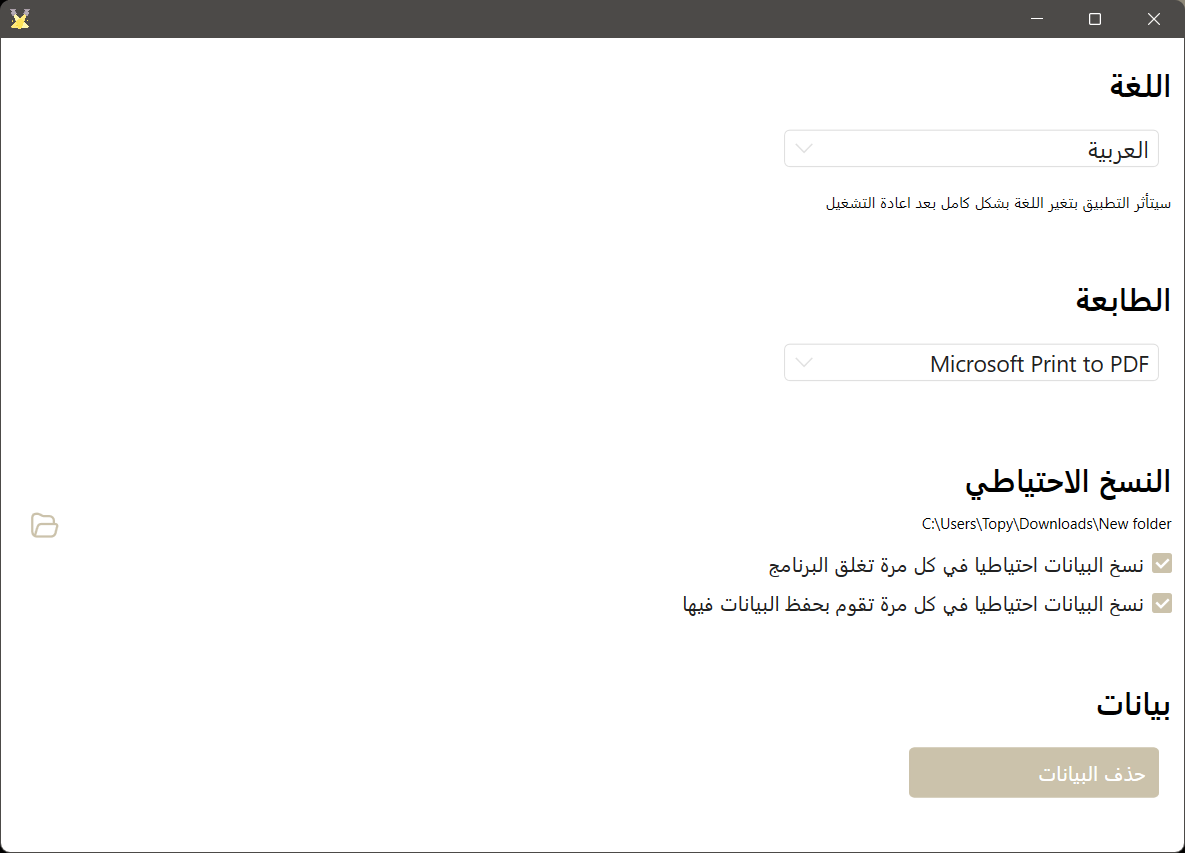 اللغة
العربية
سيتأثر التطبيق بتغير اللغة بشكل كامل بعد اعادة التشغيل
الطابعة
Microsoft Print to PDF
النسخ الاحتياطي
C:\Users\Topy\Downloads\New folder
نسخ البيانات احتياطيا في كل مرة تغلق البرنامج
نسخ البيانات احتياطيا في كل مرة تقوم بحفظ البيانات فيها
بيانات
حذف البيانات